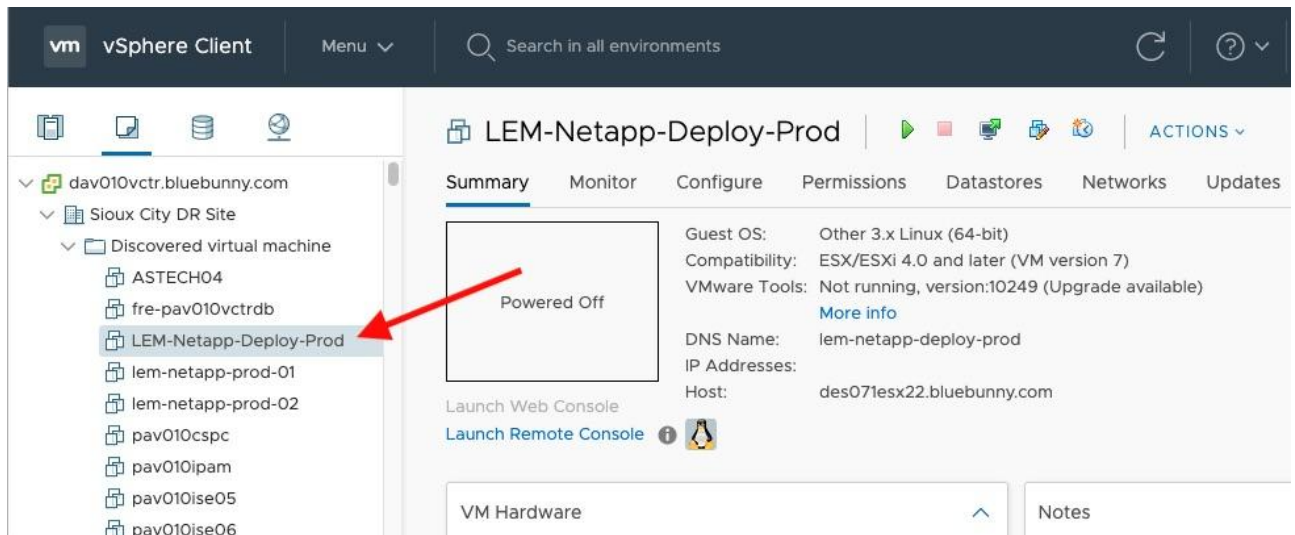 vm vSphere Client Menu Search in all environments
dav010vctr.bluebunny.com
Sioux City DR Site
Discovered virtual machine
ASTECH04
fre-pav010vctrdb
LEM-Netapp-Deploy-Prod
lem-netapp-prod-01
lem-netapp-prod-02
pav010cspc
pav010ipam
pav010ise05
pav010ise06
LEM-Netapp-Deploy-Prod ACTIONS
Summary Monitor Configure Permissions Datastores Networks Updates
Powered Off
Guest OS: Other 3.x Linux (64-bit)
Compatibility: ESX/ESXi 4.0 and later (VM version 7)
VMware Tools: Not running, version:10249 (Upgrade available)
More info
DNS Name: lem-netapp-deploy-prod
IP Addresses:
Host: des071esx22.bluebunny.com
Launch Web Console
Launch Remote Console
VM Hardware
Notes